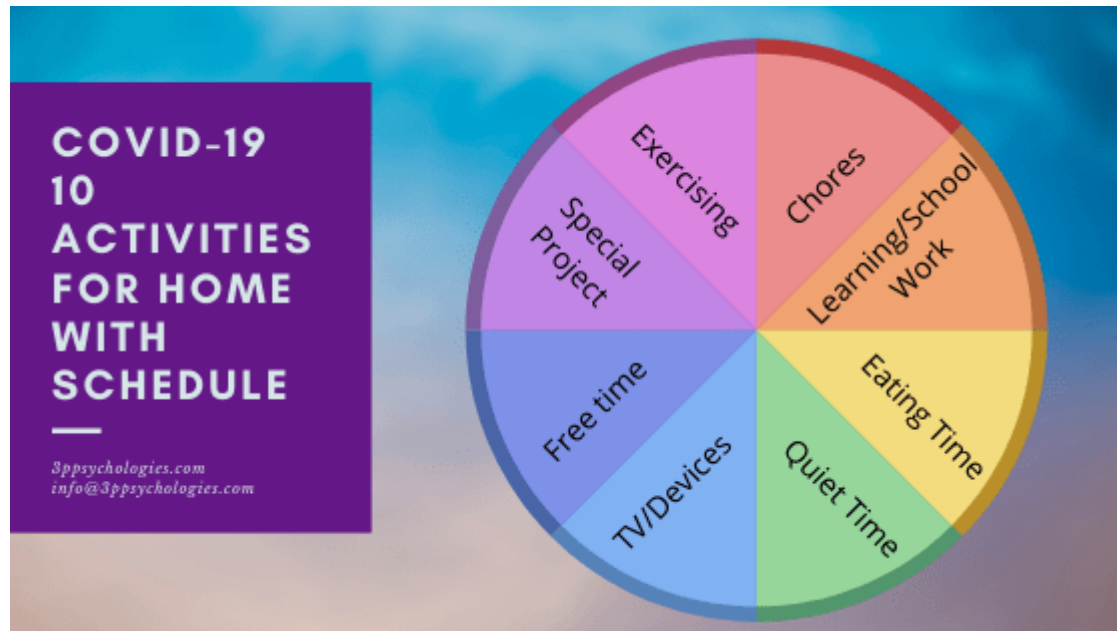 COVID-19
10
ACTIVITIES
FOR HOME
WITH
SCHEDULE
3ppsychologies.com
info@3ppsychologies.com
Exercising
Chores
Learning/School
Work
Eating Time
Quiet Time
TV/Devices
Free time
Special
Project